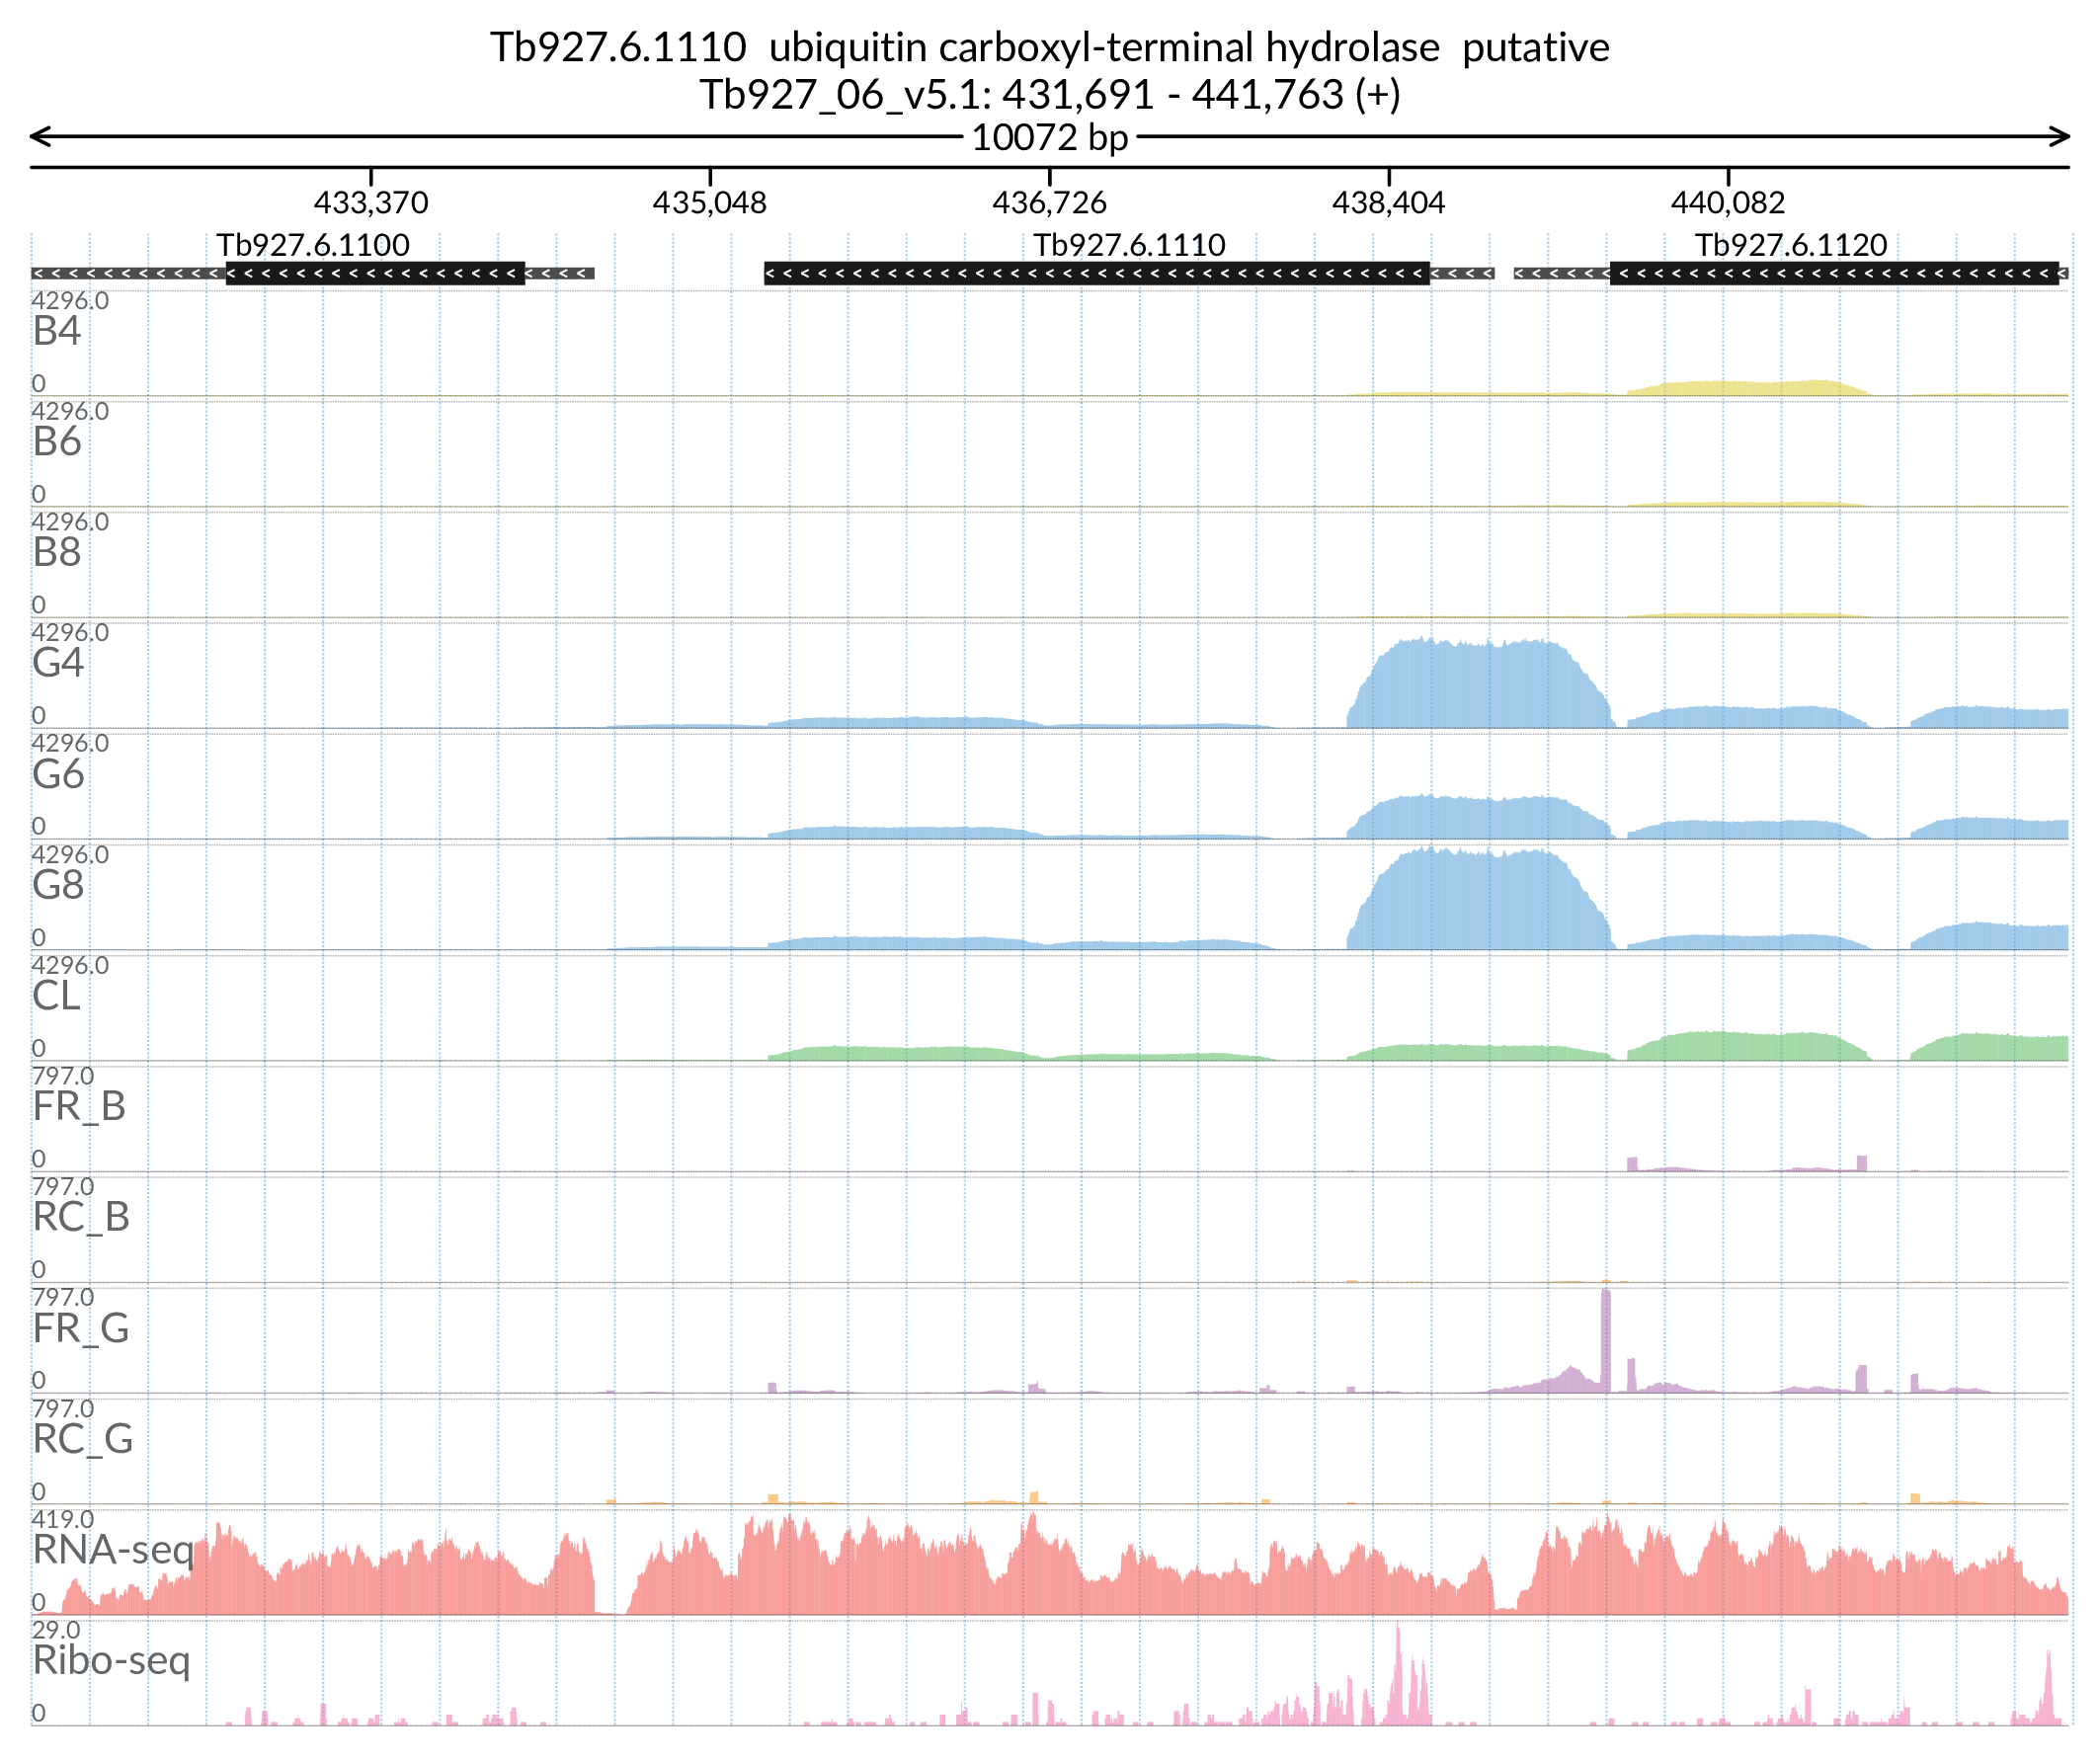 Tb927.6.1110 ubiquitin carboxyl-terminal hydrolase putative
Tb927_06_v5.1: 431,691 - 441,763 (+)
10072 bp
433,370 435,048 436,726 438,404 440,082
Tb927.6.1100 Tb927.6.1110 Tb927.6.1120
4296.0
B4
0
4296.0
B6
0
4296.0
B8
0
4296.0
G4
0
4296.0
G6
0
4296.0
G8
0
4296.0
CL
0
797.0
FR_B
0
797.0
RC_B
0
797.0
FR_G
0
797.0
RC_G
0
419.0
RNA-seq
0
29.0
Ribo-seq
0